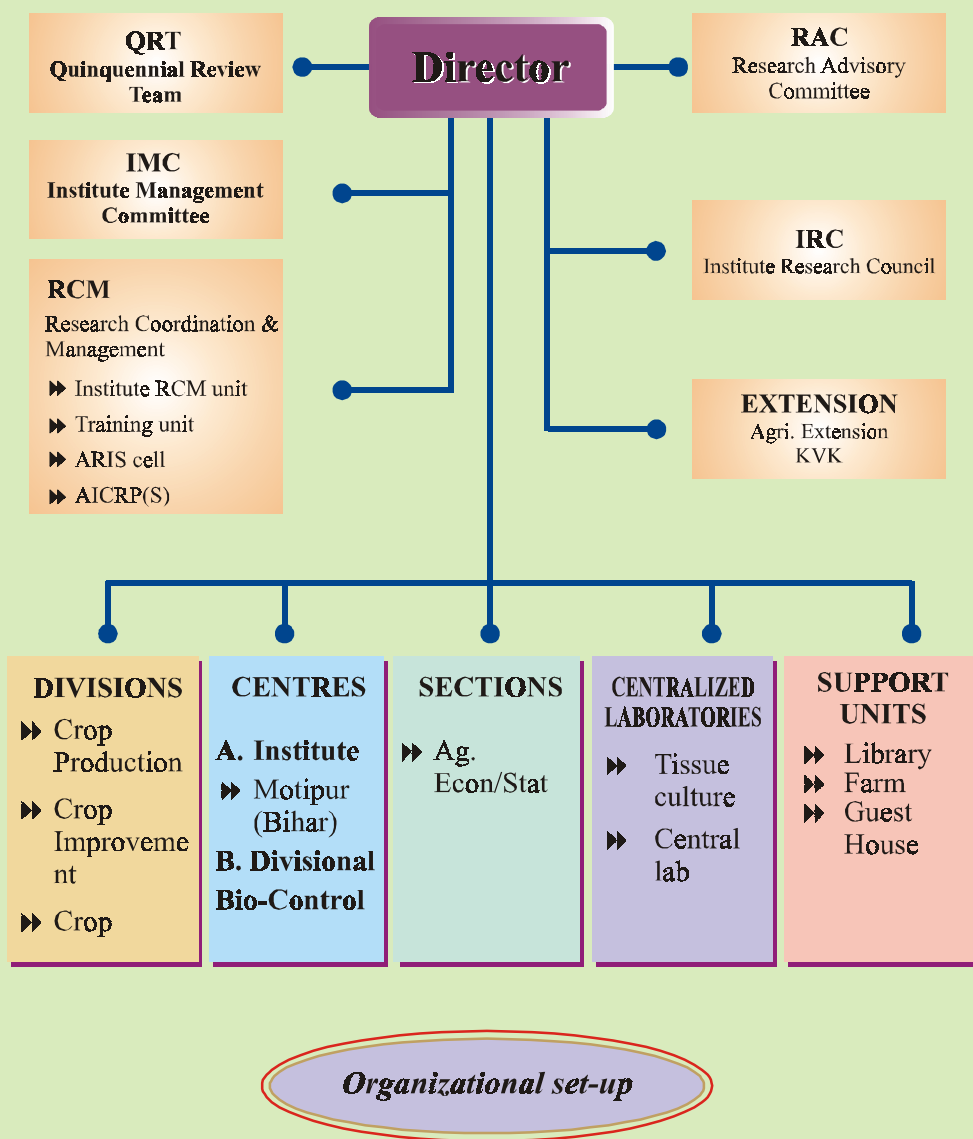 QRT
Quinquennial Review
Team
Director
RAC
Research Advisory
Committee
IMC
Institute Management
Committee
IRC
Institute Research Council
RCM
Research Coordination &
Management
Institute RCM unit
Training unit
ARIS cell
AICRP(S)
EXTENSION
Agri. Extension
KVK
DIVISIONS
Crop
Production
Crop
Improveme
nt
Crop
CENTRES
A. Institute
Motipur
(Bihar)
B. Divisional
Bio-Control
SECTIONS
Ag.
Econ/Stat
CENTRALIZED
LABORATORIES
Tissue
culture
Central
lab
SUPPORT
UNITS
Library
Farm
Guest
House
Organizational set-up